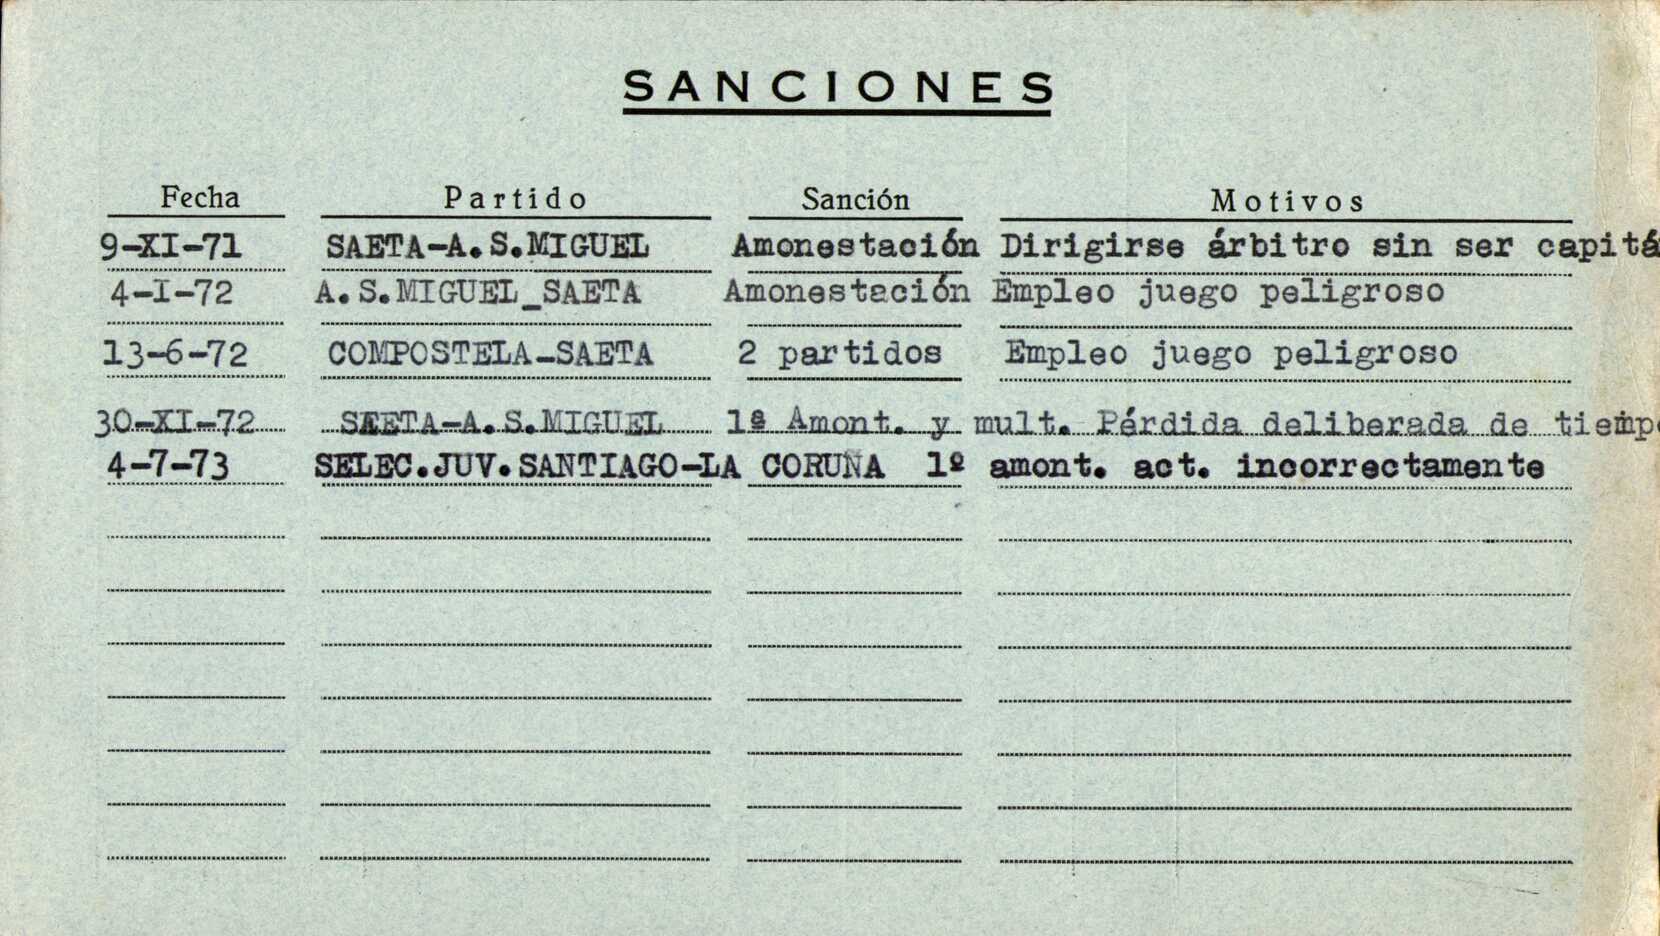 SANCIONES
Fecha Partido Sanción Motivos
9-XI-71 SAETA-A.S.MIGUEL Amonestación Dirigirse árbitro sin ser capitá
4-I-72 A.S.MIGUEL_SAETA Amonestación Empleo juego peligroso
13-6-72 COMPOSTELA-SAETA 2 partidos Empleo juego peligroso
30-XI-72 SAETA-A.S.MIGUEL 1ª Amont. y mult. Pérdida deliberada de tiempo
4-7-73 SELEC.JUV.SANTIAGO-LA CORUÑA 1º amont. act. incorrectamente